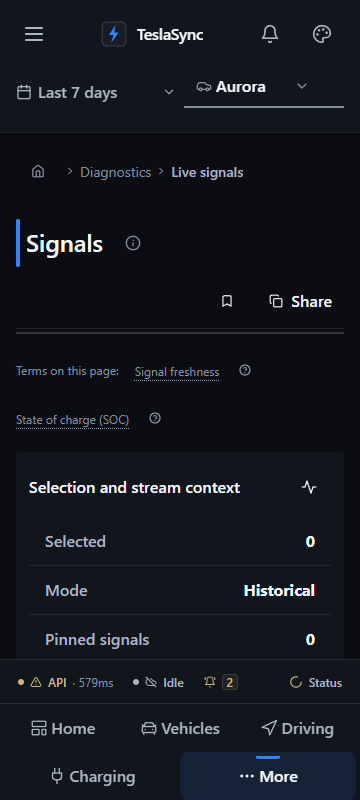 TeslaSync
Last 7 days
Aurora
Diagnostics
Live signals
Signals
Share
Terms on this page: Signal freshness
State of charge (SOC)
Selection and stream context
Selected 0
Mode Historical
Pinned signals 0
API · 579ms Idle 2 Status
Home Vehicles Driving
Charging More